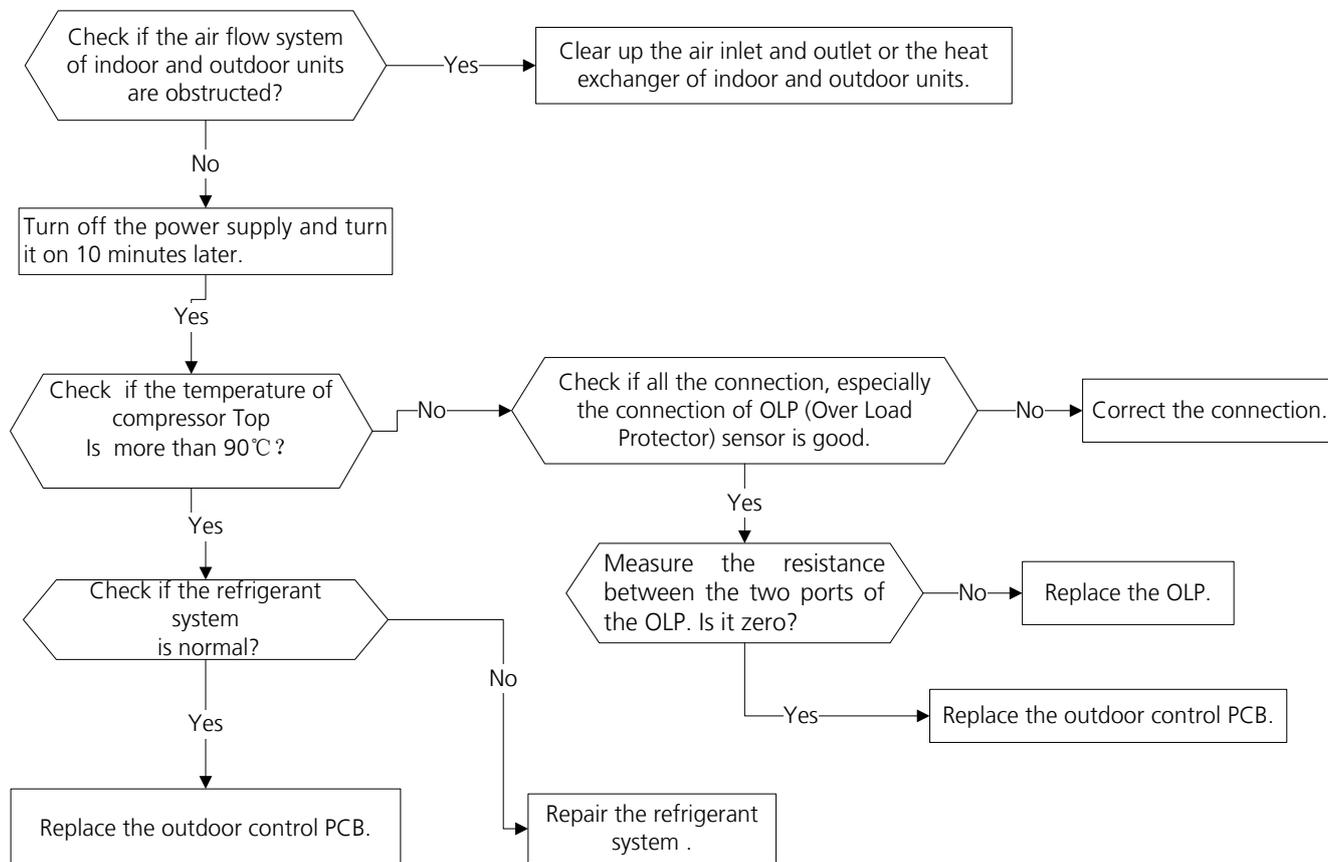 Check if the air flow system
of indoor and outdoor units
are obstructed?
Yes
Clear up the air inlet and outlet or the heat
exchanger of indoor and outdoor units.
No
Turn off the power supply and turn
it on 10 minutes later.
Yes
Check if the temperature of
compressor Top
Is more than 90℃?
No
Check if all the connection, especially
the connection of OLP (Over Load
Protector) sensor is good.
No
Correct the connection.
Yes
Yes
Measure the resistance
between the two ports of
the OLP. Is it zero?
No
Replace the OLP.
Check if the refrigerant
system
is normal?
No
Yes
Yes
Replace the outdoor control PCB.
Replace the outdoor control PCB.
Repair the refrigerant
system .